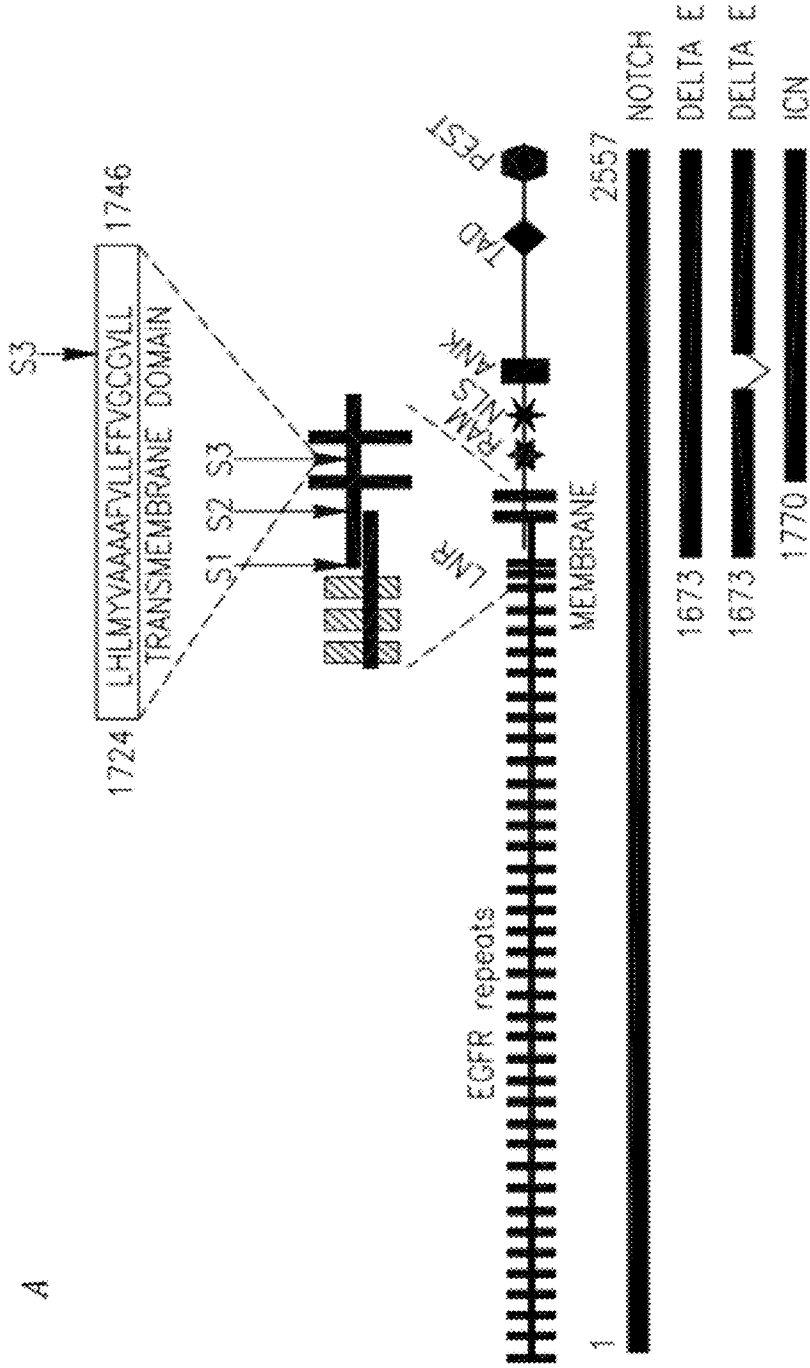 A
S3
1724 LHLMYVAAAAFVLLFFVGCGVLL 1746
TRANSMEMBRANE DOMAIN
S1 S2 S3
LNR
RAM
NLS
ANK
TAD
PEST
EGFR repeats
MEMBRANE
1 2557
NOTCH
1673 DELTA E
1673 DELTA E
1770 ICN